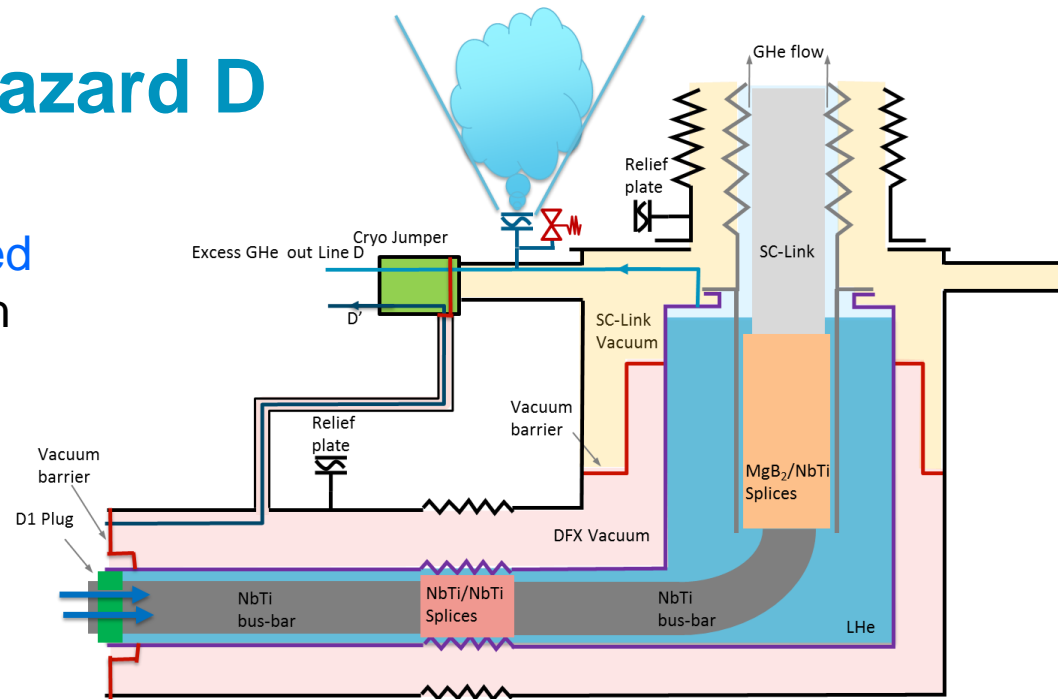 azard D
ed
n
GHe flow
Relief
plate
Cryo Jumper
Excess GHe out Line D
D'
SC-Link
SC-Link
Vacuum
Vacuum
barrier
Relief
plate
Vacuum
barrier
D1 Plug
MgB₂/NbTi
Splices
DFX Vacuum
NbTi
bus-bar
NbTi/NbTi
Splices
NbTi
bus-bar
LHe